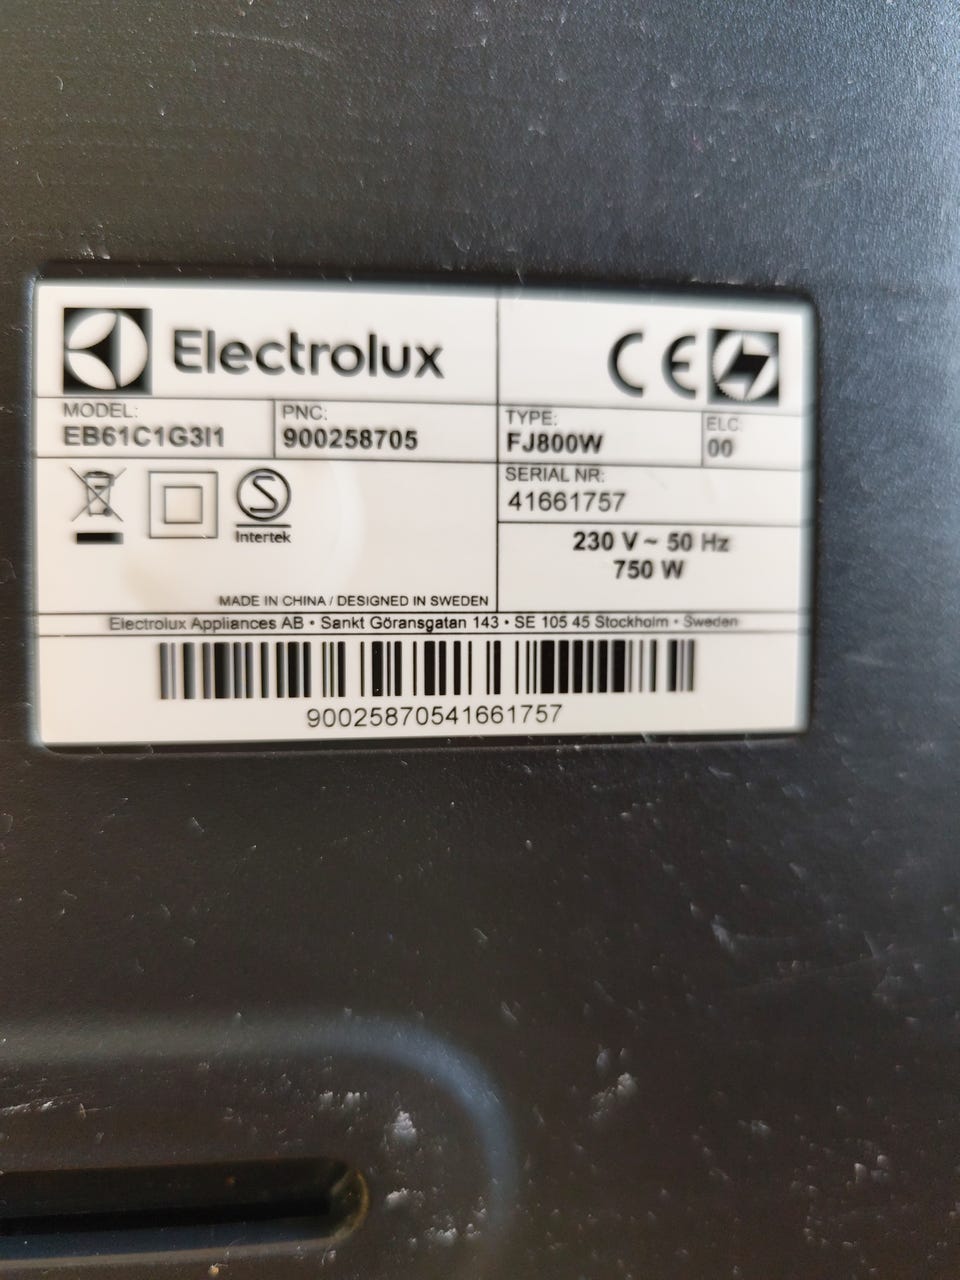 Electrolux
CE
MODEL:
EB61C1G3I1
PNC:
900258705
TYPE:
FJ800W
ELC:
00
SERIAL NR:
41661757
S
Intertek
230 V ~ 50 Hz
750 W
MADE IN CHINA / DESIGNED IN SWEDEN
Electrolux Appliances AB • Sankt Göransgatan 143 • SE 105 45 Stockholm • Sweden
90025870541661757